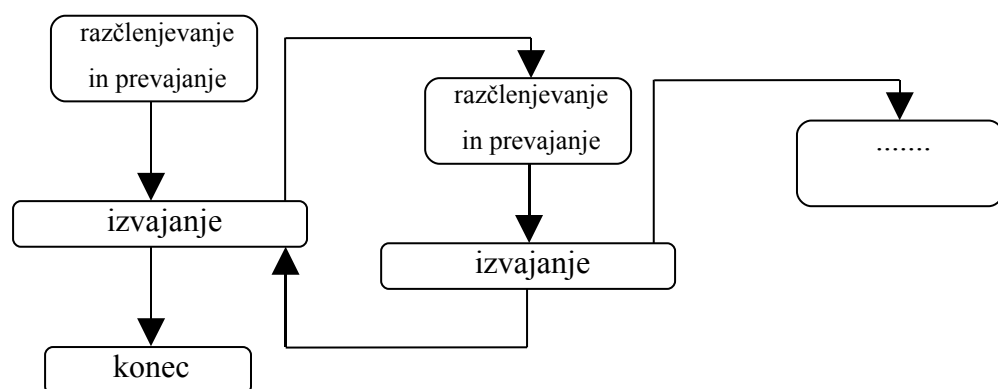 razčlenjevanje
in prevajanje
izvajanje
konec
razčlenjevanje
in prevajanje
izvajanje
.......